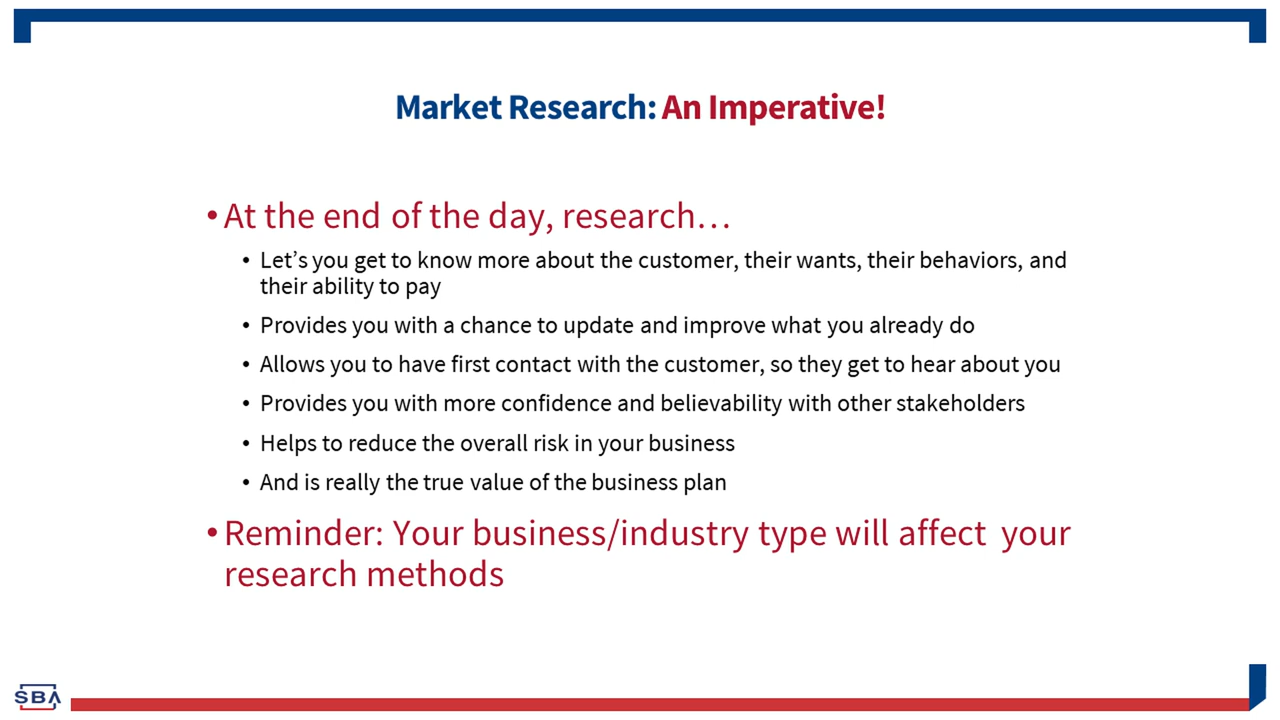 Market Research: An Imperative!
• At the end of the day, research…
• Let’s you get to know more about the customer, their wants, their behaviors, and
their ability to pay
• Provides you with a chance to update and improve what you already do
• Allows you to have first contact with the customer, so they get to hear about you
• Provides you with more confidence and believability with other stakeholders
• Helps to reduce the overall risk in your business
• And is really the true value of the business plan
• Reminder: Your business/industry type will affect your
research methods
SBA